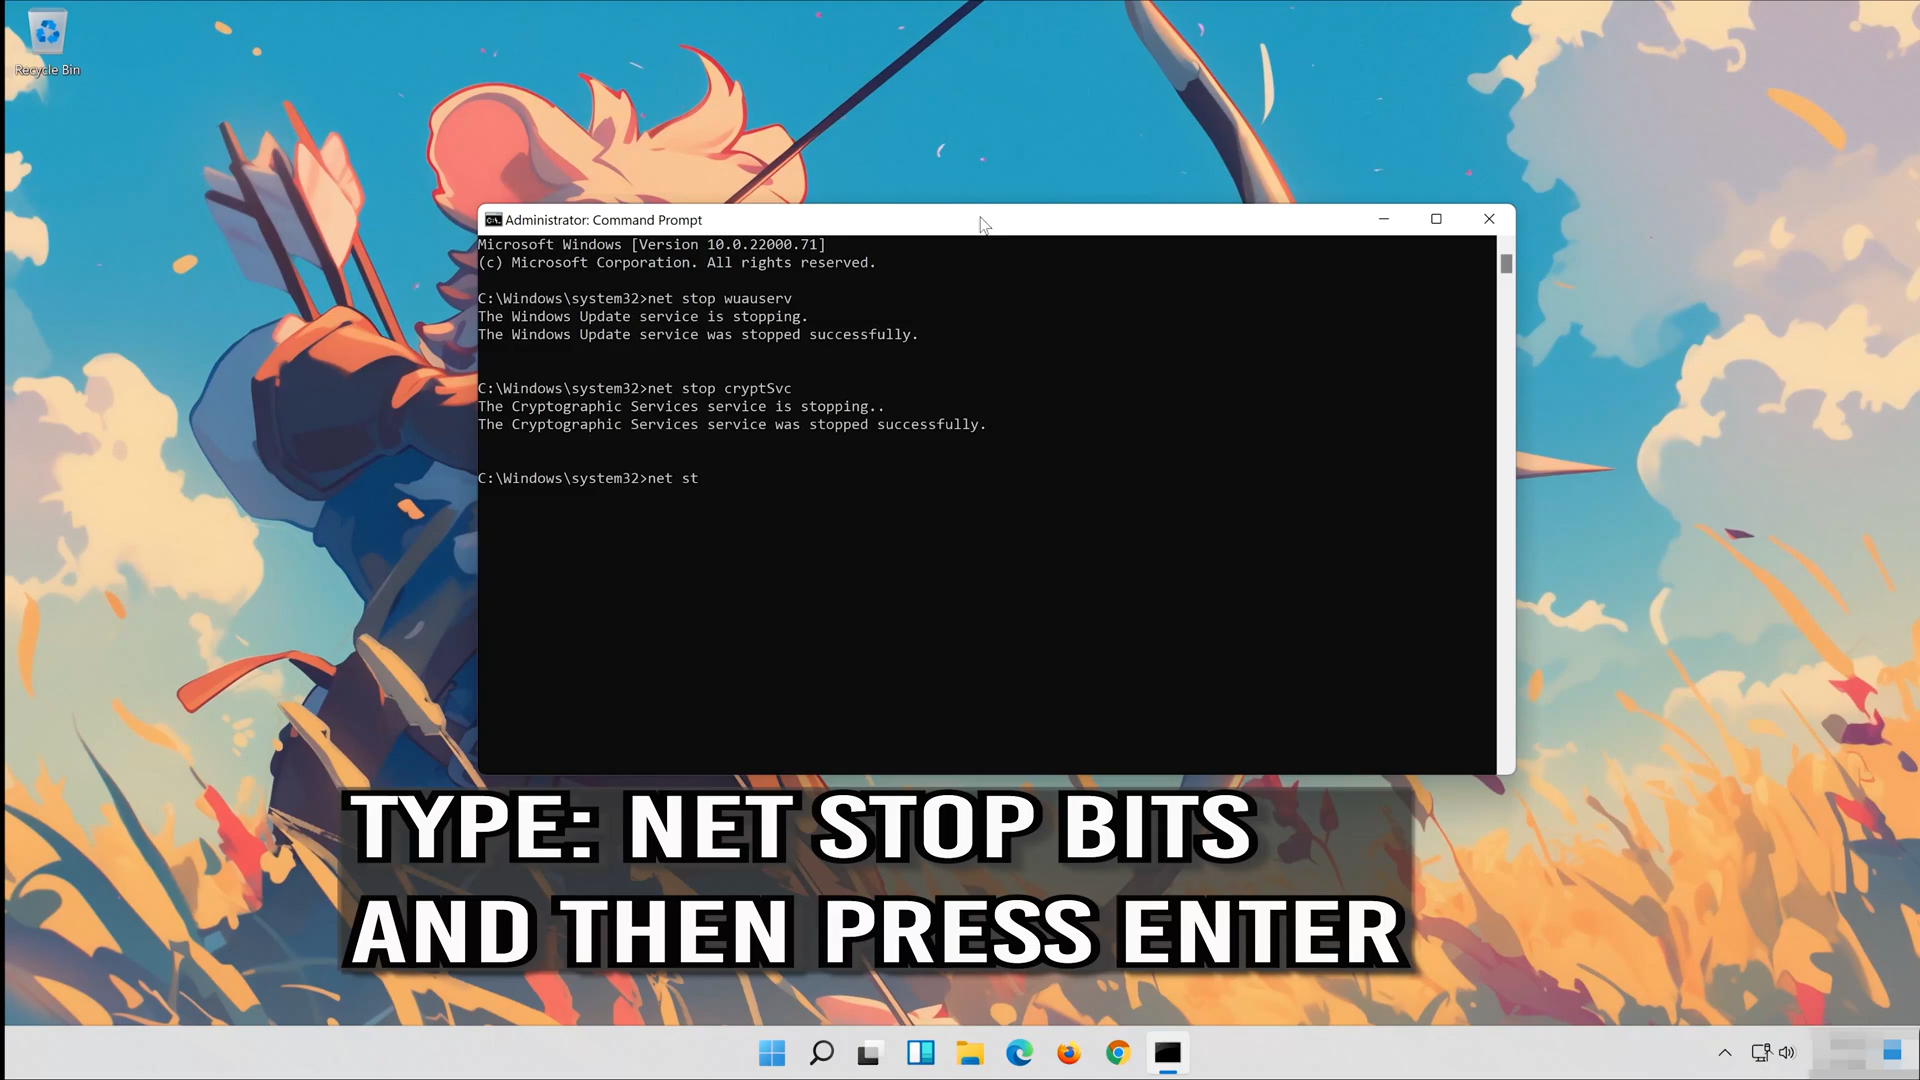 Recycle Bin
Administrator: Command Prompt
Microsoft Windows [Version 10.0.22000.71]
(c) Microsoft Corporation. All rights reserved.
C:\Windows\system32>net stop wuauserv
The Windows Update service is stopping.
The Windows Update service was stopped successfully.
C:\Windows\system32>net stop cryptSvc
The Cryptographic Services service is stopping..
The Cryptographic Services service was stopped successfully.
C:\Windows\system32>net st
TYPE: NET STOP BITS
AND THEN PRESS ENTER